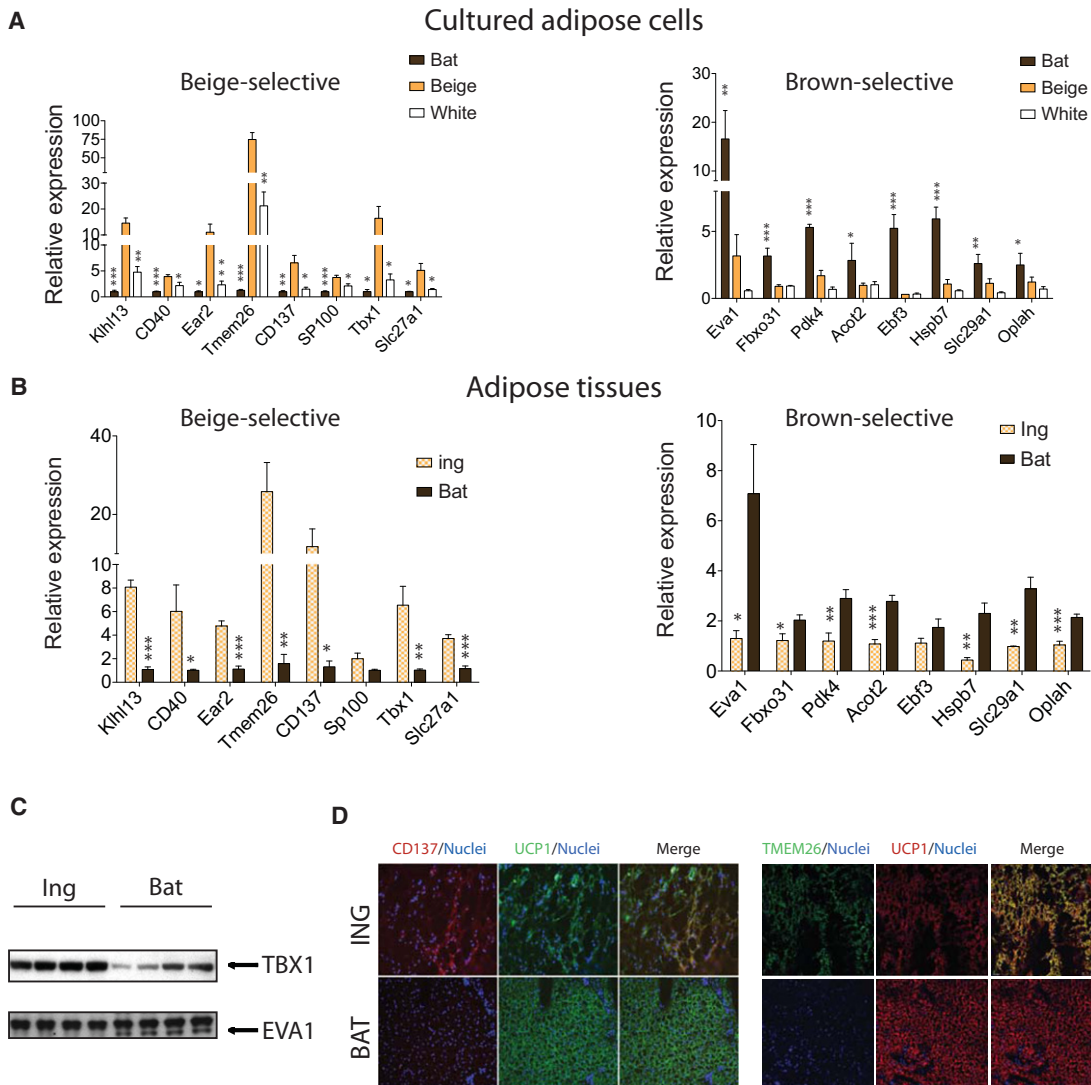 A
Cultured adipose cells
Beige-selective
Bat
Beige
White
Relative expression
100
75
50
30
20
10
10
5
4
3
2
1
0
*** ** *** * * ** *** ** ** * *** * * * * *
Klhl13
CD40
Ear2
Tmem26
CD137
SP100
Tbx1
Slc27a1
Brown-selective
Bat
Beige
White
Relative expression
30
20
10
5
0
** *** *** * *** *** ** *
Eva1
Fbxo31
Pdk4
Acot2
Ebf3
Hspb7
Slc29a1
Oplah
B
Adipose tissues
Beige-selective
ing
Bat
Relative expression
40
20
10
8
6
4
2
0
*** * *** ** * ** ***
Klhl13
CD40
Ear2
Tmem26
CD137
Sp100
Tbx1
Slc27a1
Brown-selective
Ing
Bat
Relative expression
10
8
6
4
2
0
* * ** *** ** ** ***
Eva1
Fbxo31
Pdk4
Acot2
Ebf3
Hspb7
Slc29a1
Oplah
C
Ing Bat
TBX1
EVA1
D
CD137/Nuclei UCP1/Nuclei Merge
TMEM26/Nuclei UCP1/Nuclei Merge
ING
BAT